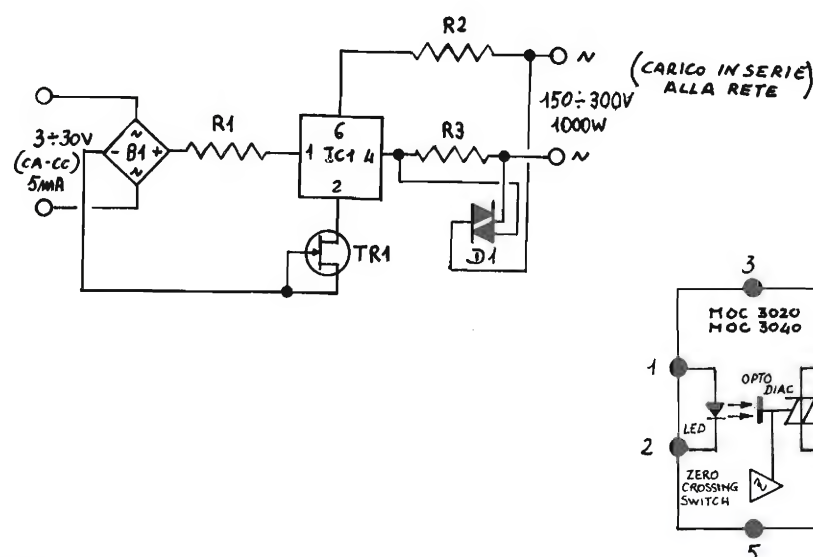 R2
~
(CARICO IN SERIE)
ALLA RETE
150÷300V
1000W
R1
6
1 IC1 4
2
R3
~
3÷30V
(CA-CC)
5mA
~
- B1 +
~
TR1
D1
3
MOC 3020
MOC 3040
1
OPTO
DIAC
LED
2
ZERO
CROSSING
SWITCH
5